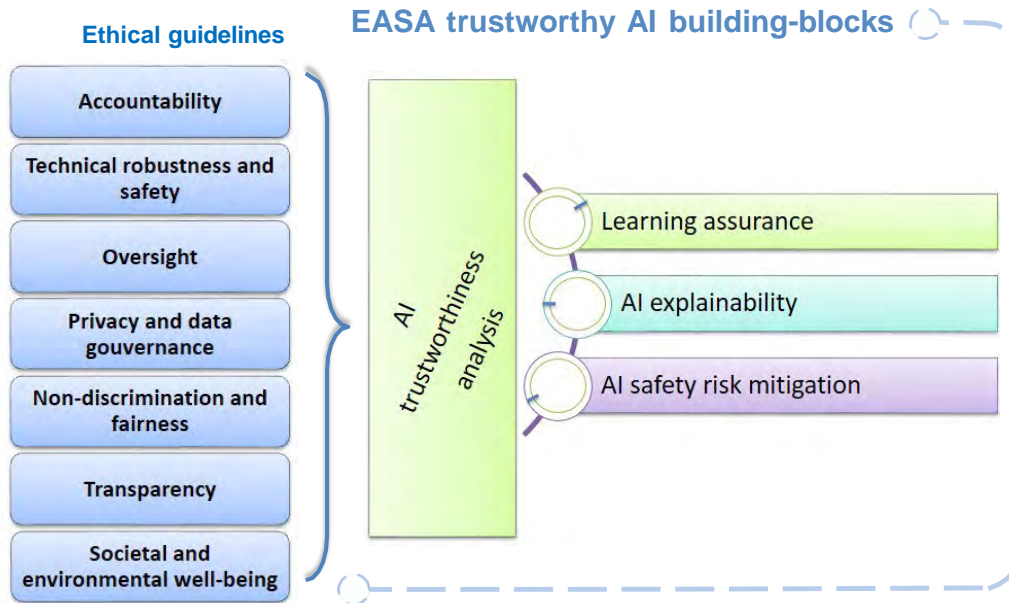 EASA trustworthy AI building-blocks
Ethical guidelines
Accountability
Technical robustness and
safety
Oversight
Privacy and data
gouvernance
Non-discrimination and
fairness
Transparency
Societal and
environmental well-being
AI
trustworthiness
analysis
Learning assurance
AI explainability
AI safety risk mitigation